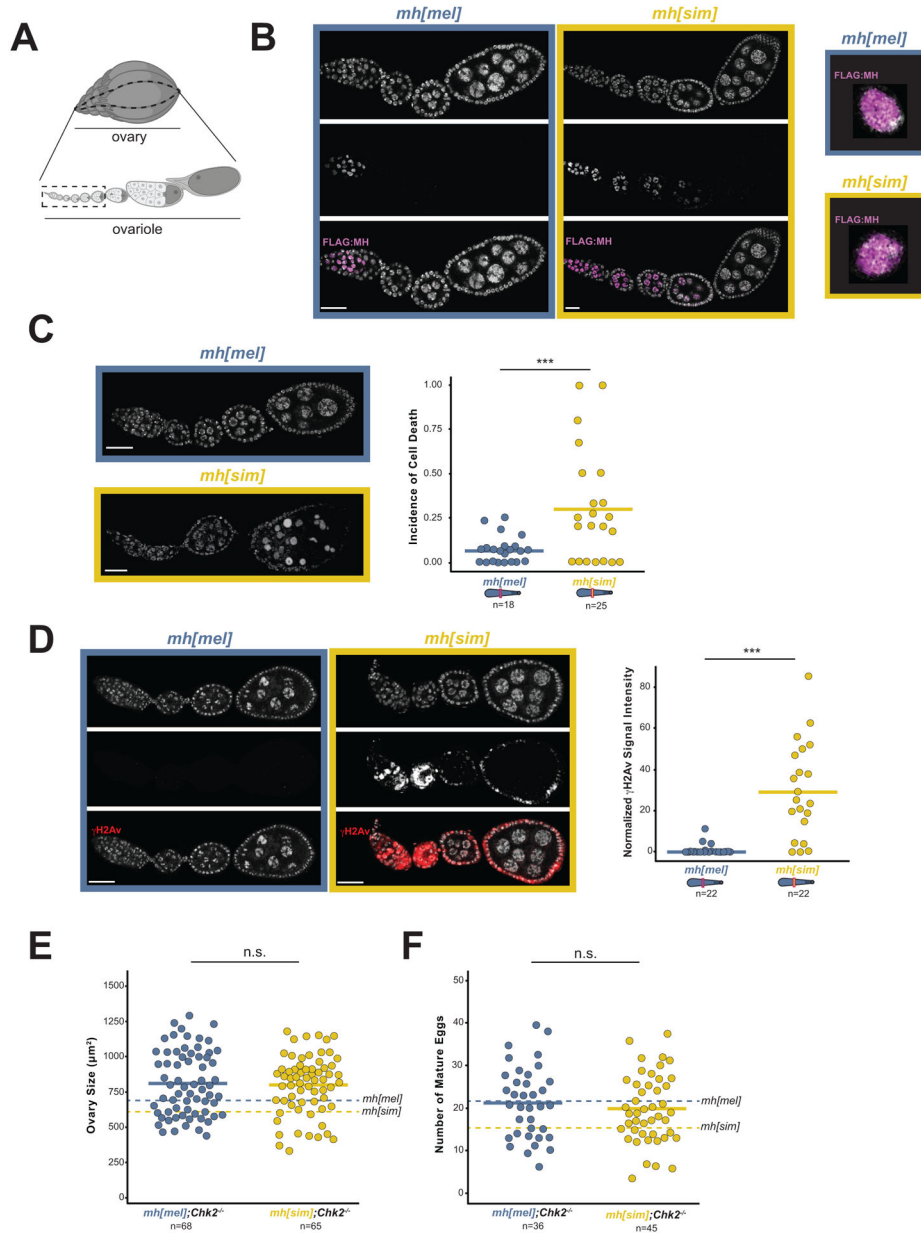 A
ovary
ovariole
B
mh[mel]
mh[sim]
FLAG:MH
FLAG:MH
mh[mel]
FLAG:MH
mh[sim]
FLAG:MH
C
mh[mel]
mh[sim]
***
Incidence of Cell Death
1.00
0.75
0.50
0.25
0.00
mh[mel]
mh[sim]
n=18
n=25
D
mh[mel]
mh[sim]
γH2Av
γH2Av
***
Normalized γH2Av Signal Intensity
80
60
40
20
0
mh[mel]
mh[sim]
n=22
n=22
E
n.s.
Ovary Size (µm²)
1500
1250
1000
750
500
250
0
mh[mel]
mh[sim]
mh[mel];Chk2-/-
mh[sim];Chk2-/-
n=68
n=65
F
n.s.
Number of Mature Eggs
50
40
30
20
10
0
mh[mel]
mh[sim]
mh[mel];Chk2-/-
mh[sim];Chk2-/-
n=36
n=45